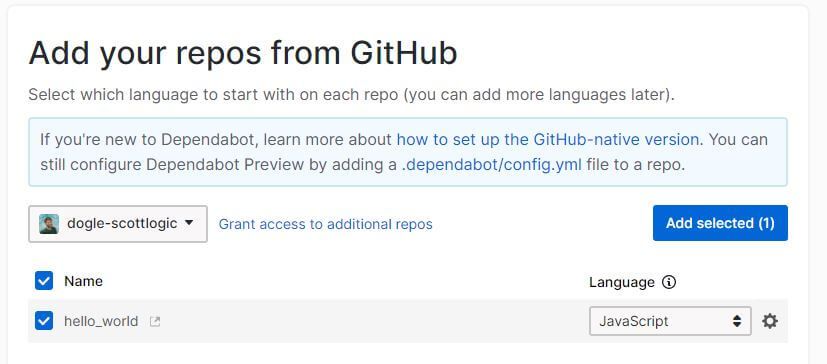 Add your repos from GitHub
Select which language to start with on each repo (you can add more languages later).
If you're new to Dependabot, learn more about how to set up the GitHub-native version. You can
still configure Dependabot Preview by adding a .dependabot/config.yml file to a repo.
dogle-scottlogic Grant access to additional repos Add selected (1)
Name Language
hello_world JavaScript